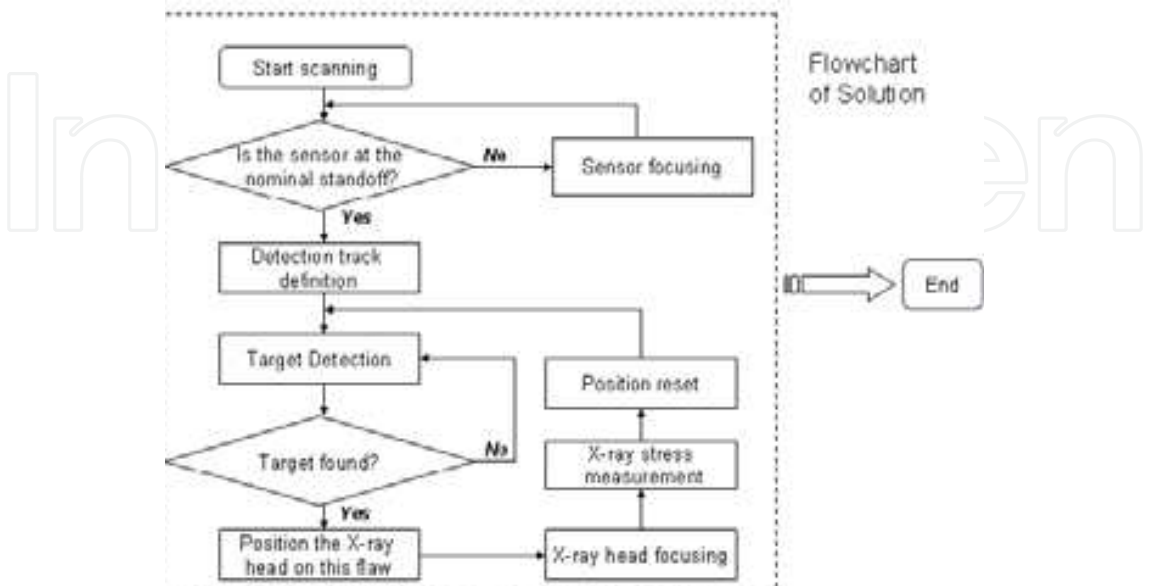 Start scanning
Is the sensor at the
nominal standoff?
No
Sensor focusing
Yes
Detection track
definition
Target Detection
Target found?
No
Yes
Position the X-ray
head on this flaw
X-ray head focusing
X-ray stress
measurement
Position reset
Flowchart
of Solution
End
In
en